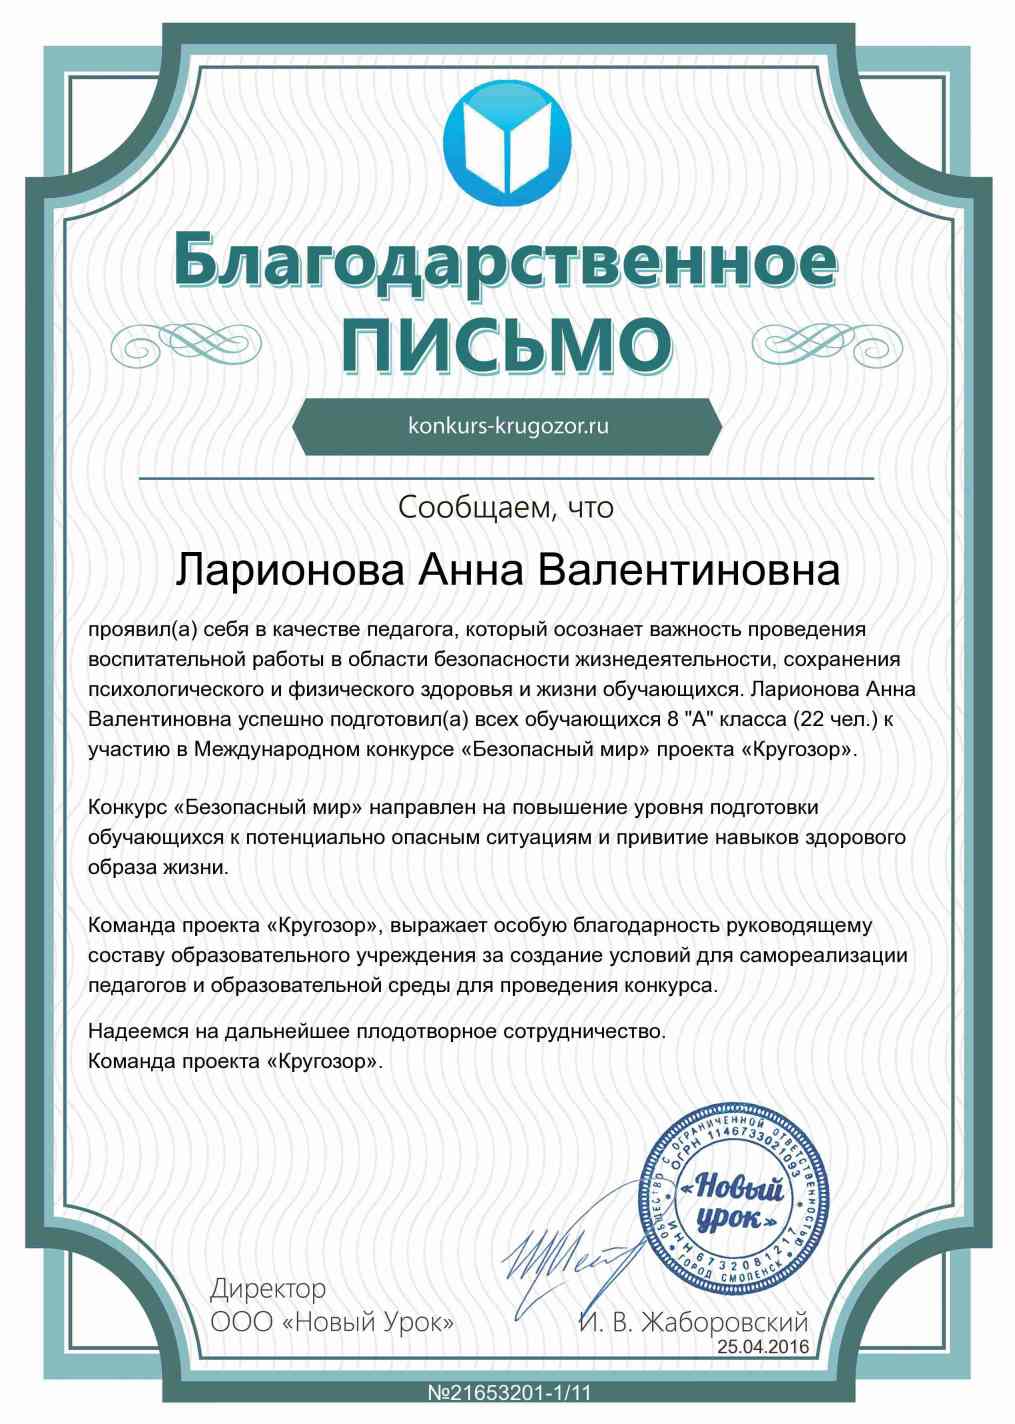 Благодарственное
ПИСЬМО
konkurs-krugozor.ru
Сообщаем, что
Ларионова Анна Валентиновна
проявил(а) себя в качестве педагога, который осознает важность проведения
воспитательной работы в области безопасности жизнедеятельности, сохранения
психологического и физического здоровья и жизни обучающихся. Ларионова Анна
Валентиновна успешно подготовил(а) всех обучающихся 8 "А" класса (22 чел.) к
участию в Международном конкурсе «Безопасный мир» проекта «Кругозор».
Конкурс «Безопасный мир» направлен на повышение уровня подготовки
обучающихся к потенциально опасным ситуациям и привитие навыков здорового
образа жизни.
Команда проекта «Кругозор», выражает особую благодарность руководящему
составу образовательного учреждения за создание условий для самореализации
педагогов и образовательной среды для проведения конкурса.
Надеемся на дальнейшее плодотворное сотрудничество.
Команда проекта «Кругозор».
ОБЩЕСТВО С ОГРАНИЧЕННОЙ ОТВЕТСТВЕННОСТЬЮ
ОГРН 1146733021093
«Новый
урок»
ИНН 6732081217
ГОРОД СМОЛЕНСК
Директор
ООО «Новый Урок»
И. В. Жаборовский
25.04.2016
№21653201-1/11